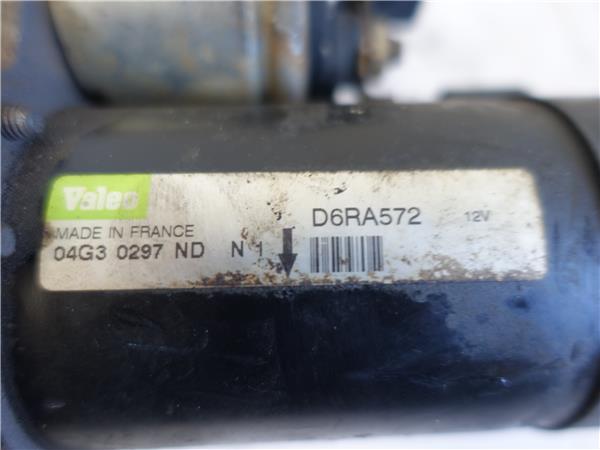 Valeo
MADE IN FRANCE
04G3 0297 ND N 1
D6RA572 12V